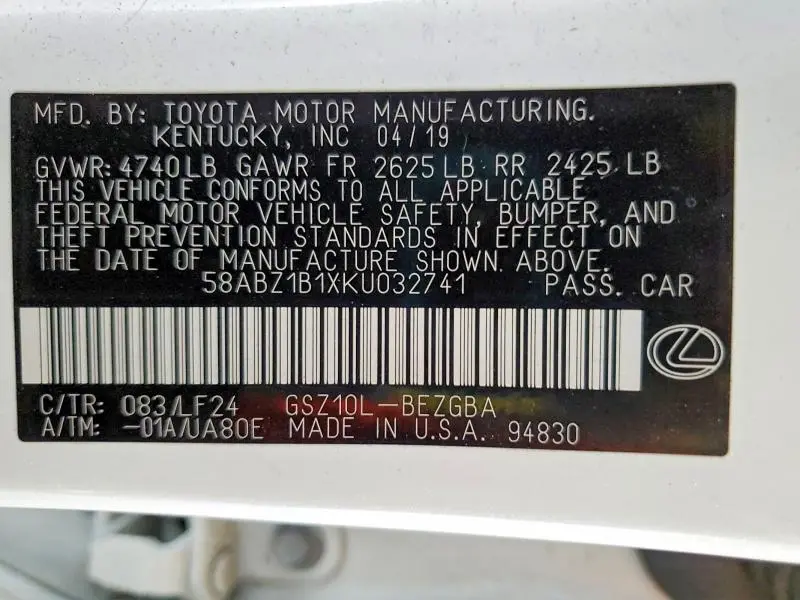 MFD. BY: TOYOTA MOTOR MANUFACTURING.
KENTUCKY, INC 04/19
GVWR: 4740LB GAWR FR 2625LB RR 2425LB
THIS VEHICLE CONFORMS TO ALL APPLICABLE
FEDERAL MOTOR VEHICLE SAFETY, BUMPER, AND
THEFT PREVENTION STANDARDS IN EFFECT ON
THE DATE OF MANUFACTURE SHOWN ABOVE.
58ABZ1B1XKU032741 PASS. CAR
C/TR: 083/LF24 GSZ10L-BEZGBA
A/TM: -01A/UA80E MADE IN U.S.A. 94830